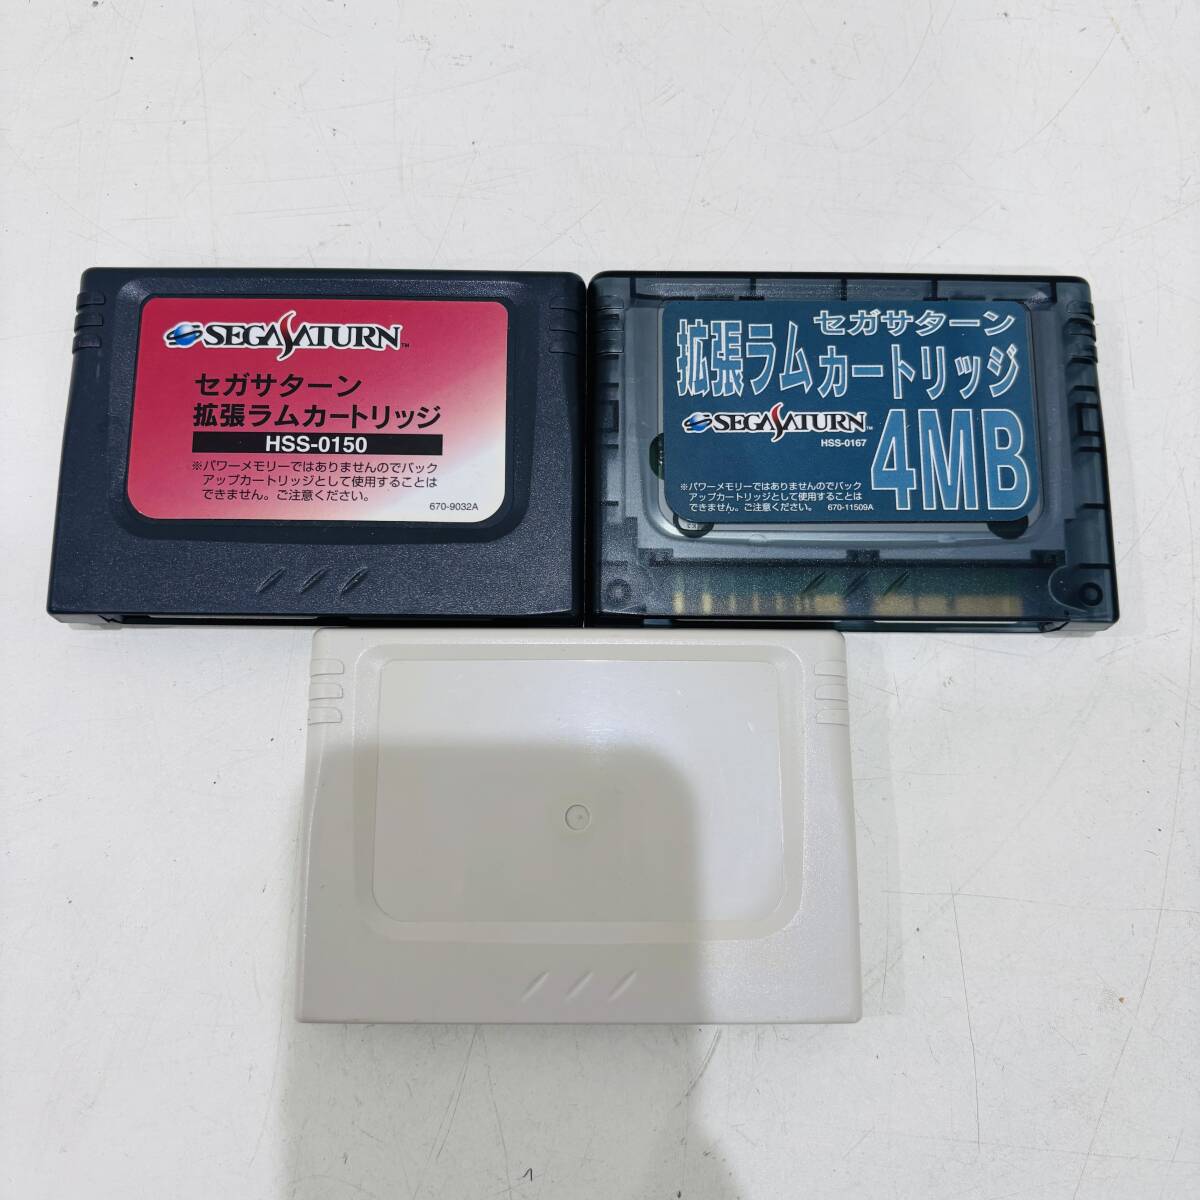 SEGA SATURN™
セガサターン
拡張ラムカートリッジ
HSS-0150
※パワーメモリーではありませんのでバック
アップカートリッジとして使用することは
できません。ご注意ください。
670-9032A
セガサターン
拡張ラムカートリッジ
SEGA SATURN™
HSS-0167
4MB
※パワーメモリーではありませんのでバック
アップカートリッジとして使用することは
できません。ご注意ください。 670-11509A